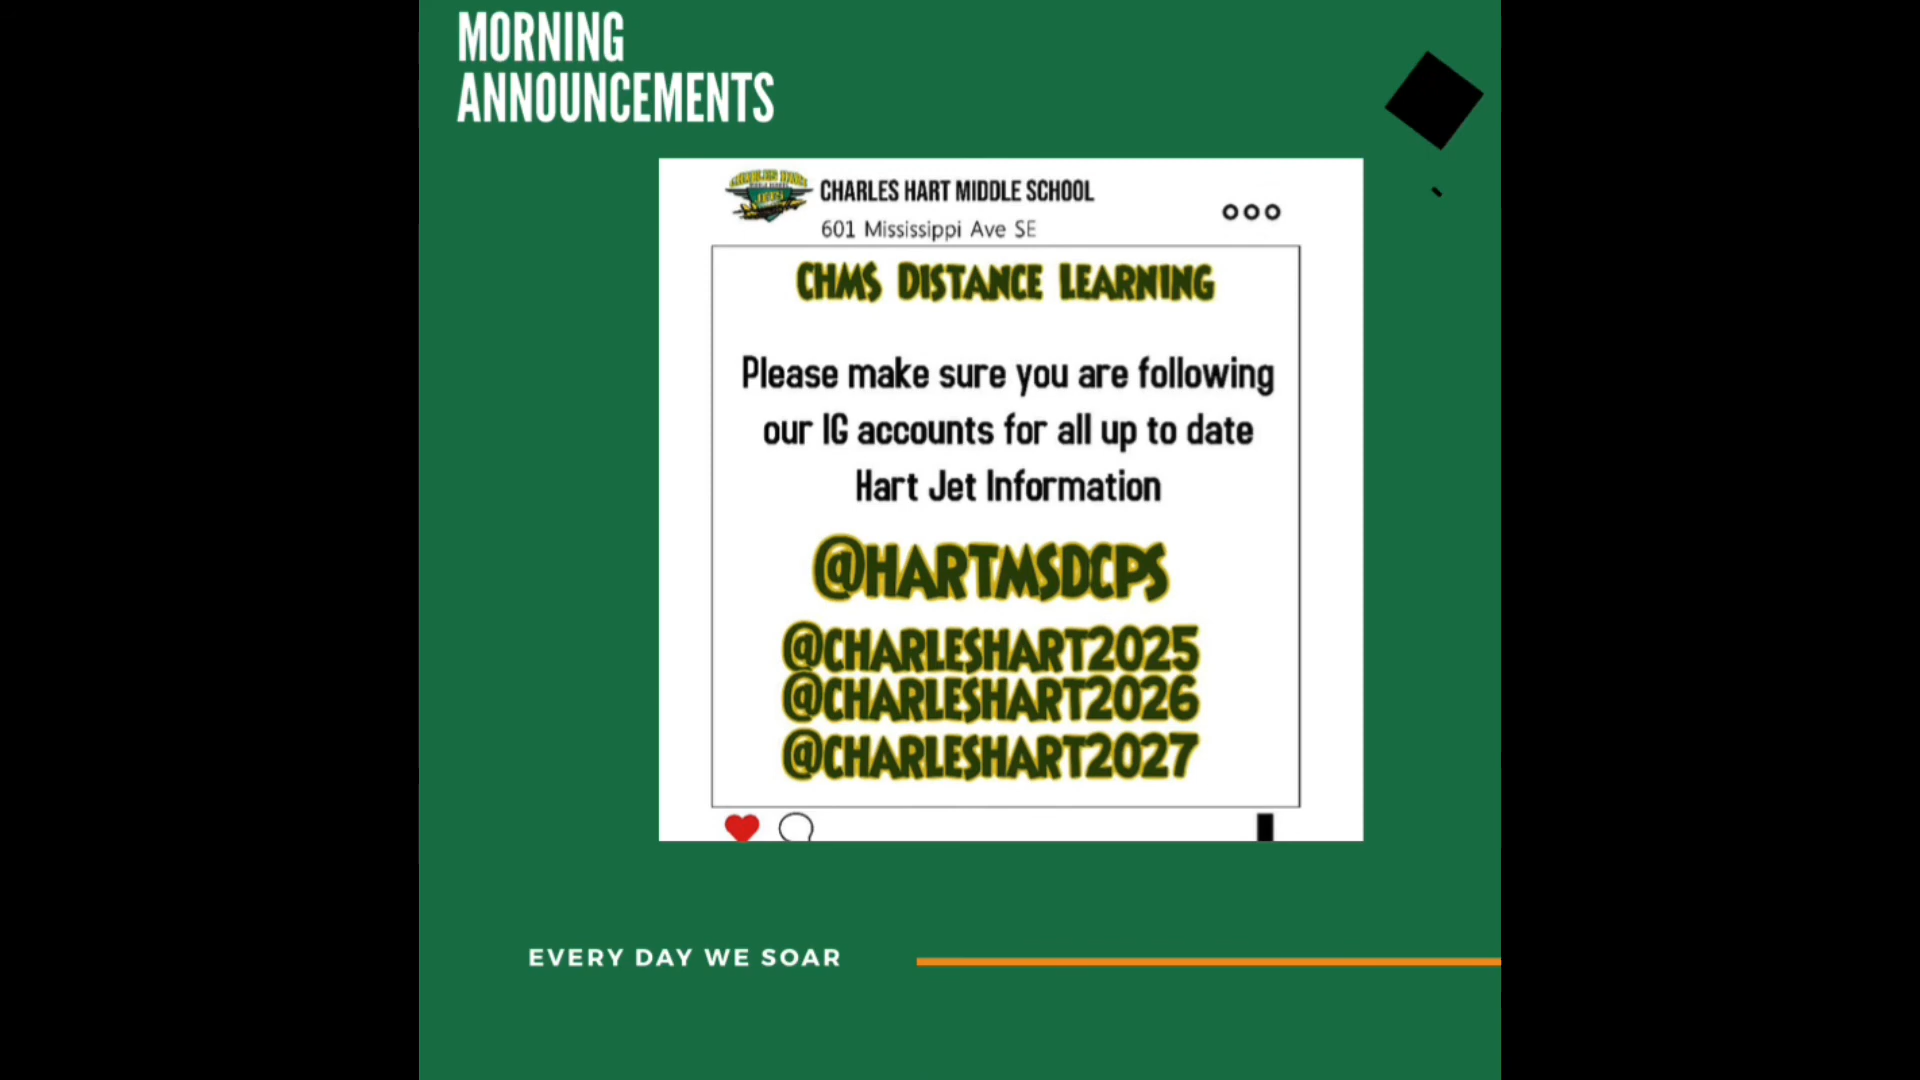 MORNING
ANNOUNCEMENTS
CHARLES HART MIDDLE SCHOOL
601 Mississippi Ave SE
CHMS DISTANCE LEARNING
Please make sure you are following
our IG accounts for all up to date
Hart Jet Information
@HARTMSDCPS
@CHARLESHART2025
@CHARLESHART2026
@CHARLESHART2027
EVERY DAY WE SOAR